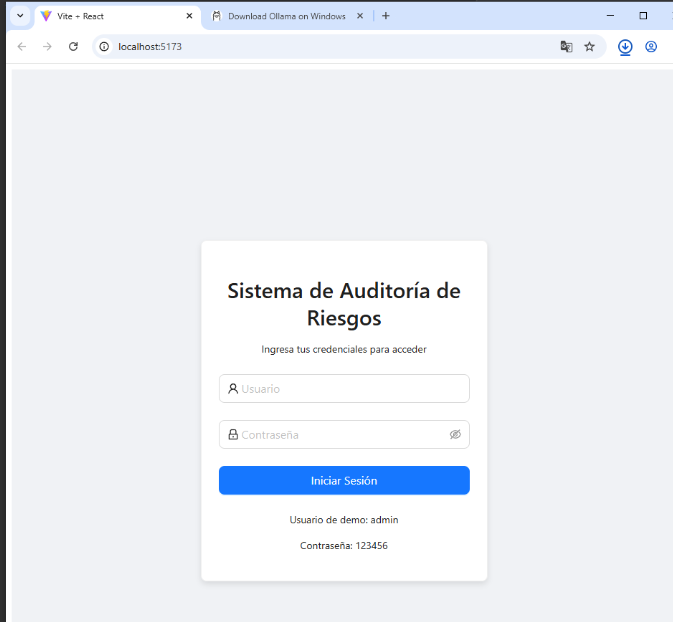 Vite + React
Download Ollama on Windows
localhost:5173
Sistema de Auditoría de
Riesgos
Ingresa tus credenciales para acceder
Usuario
Contraseña
Iniciar Sesión
Usuario de demo: admin
Contraseña: 123456